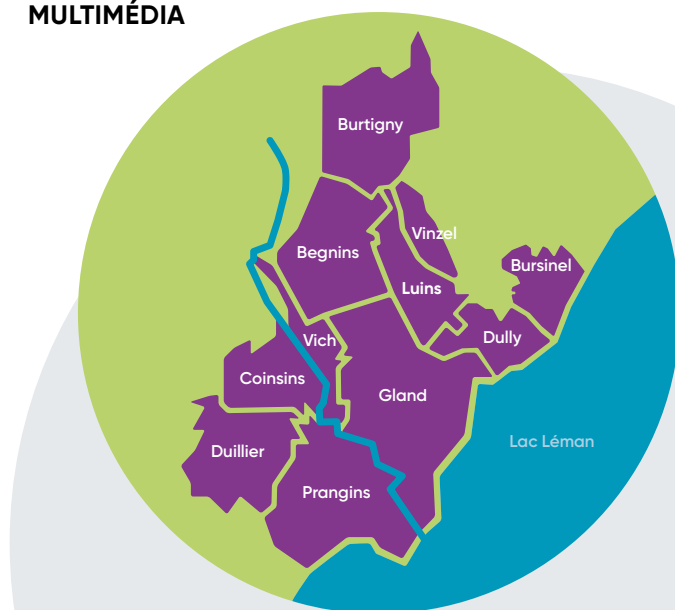 MULTIMÉDIA
Burtigny
Vinzel
Begnins
Bursinel
Luins
Vich
Dully
Coinsins
Gland
Lac Léman
Duillier
Prangins